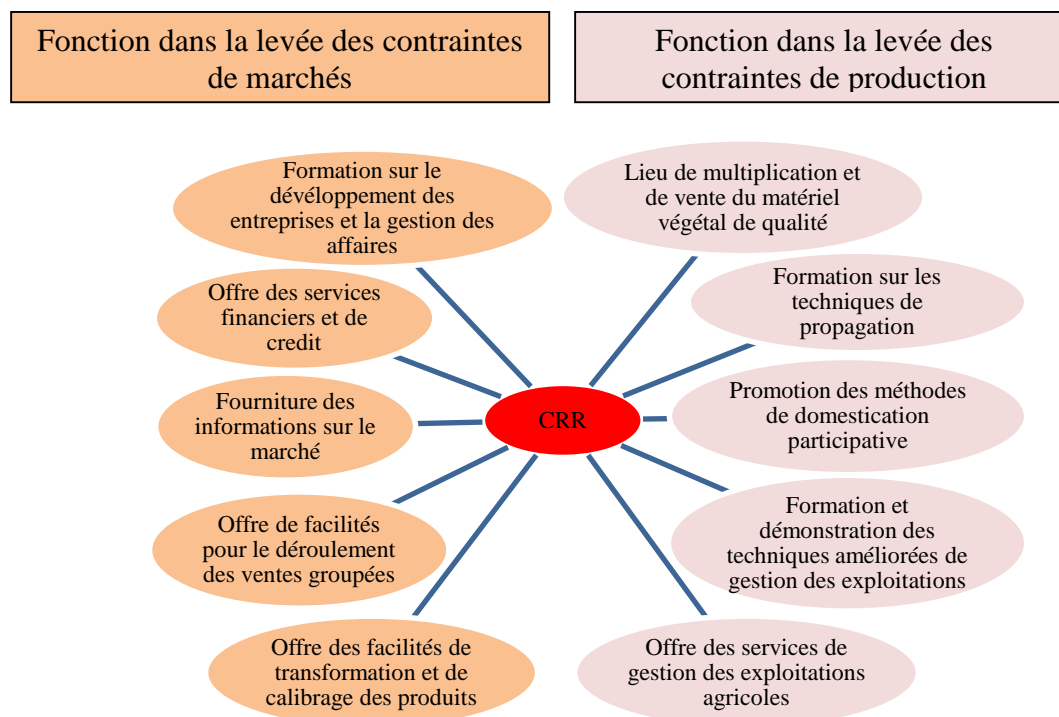 Fonction dans la levée des contraintes
de marchés
Fonction dans la levée des
contraintes de production
Formation sur le
dévéloppement des
entreprises et la gestion des
affaires
Offre des services
financiers et de
credit
Fourniture des
informations sur le
marché
Offre de facilités
pour le déroulement
des ventes groupées
Offre des facilités de
transformation et de
calibrage des produits
CRR
Lieu de multiplication et
de vente du matériel
végétal de qualité
Formation sur les
techniques de
propagation
Promotion des méthodes
de domestication
participative
Formation et
démonstration des
techniques améliorées de
gestion des exploitations
Offre des services de
gestion des exploitations
agricoles